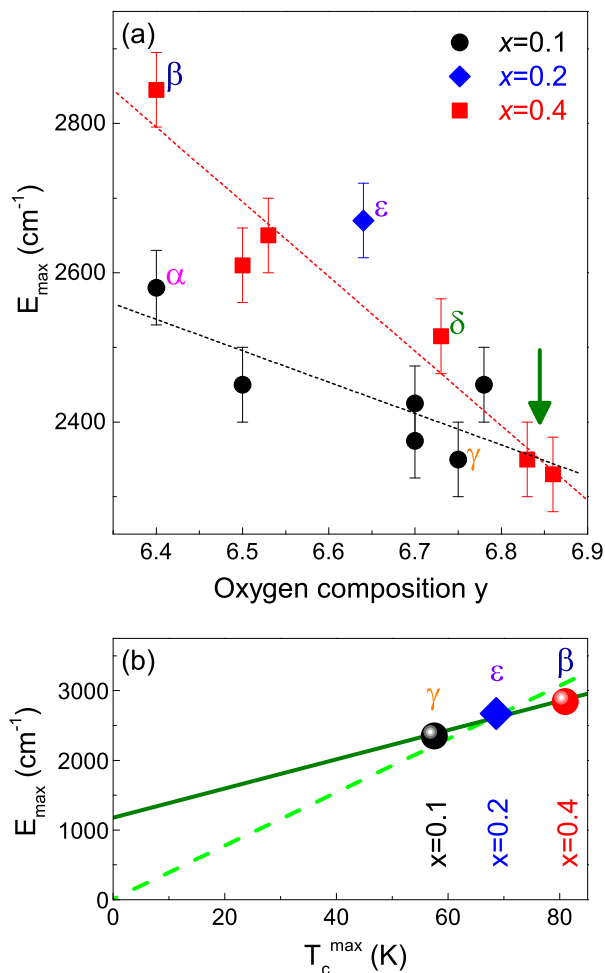 (a)
x=0.1
x=0.2
x=0.4
β
ε
α
δ
γ
2800
2600
2400
E_max (cm⁻¹)
6.4 6.5 6.6 6.7 6.8 6.9
Oxygen composition y
(b)
γ
ε
β
3000
2000
1000
0
E_max (cm⁻¹)
x=0.1
x=0.2
x=0.4
0 20 40 60 80
T_c^max (K)